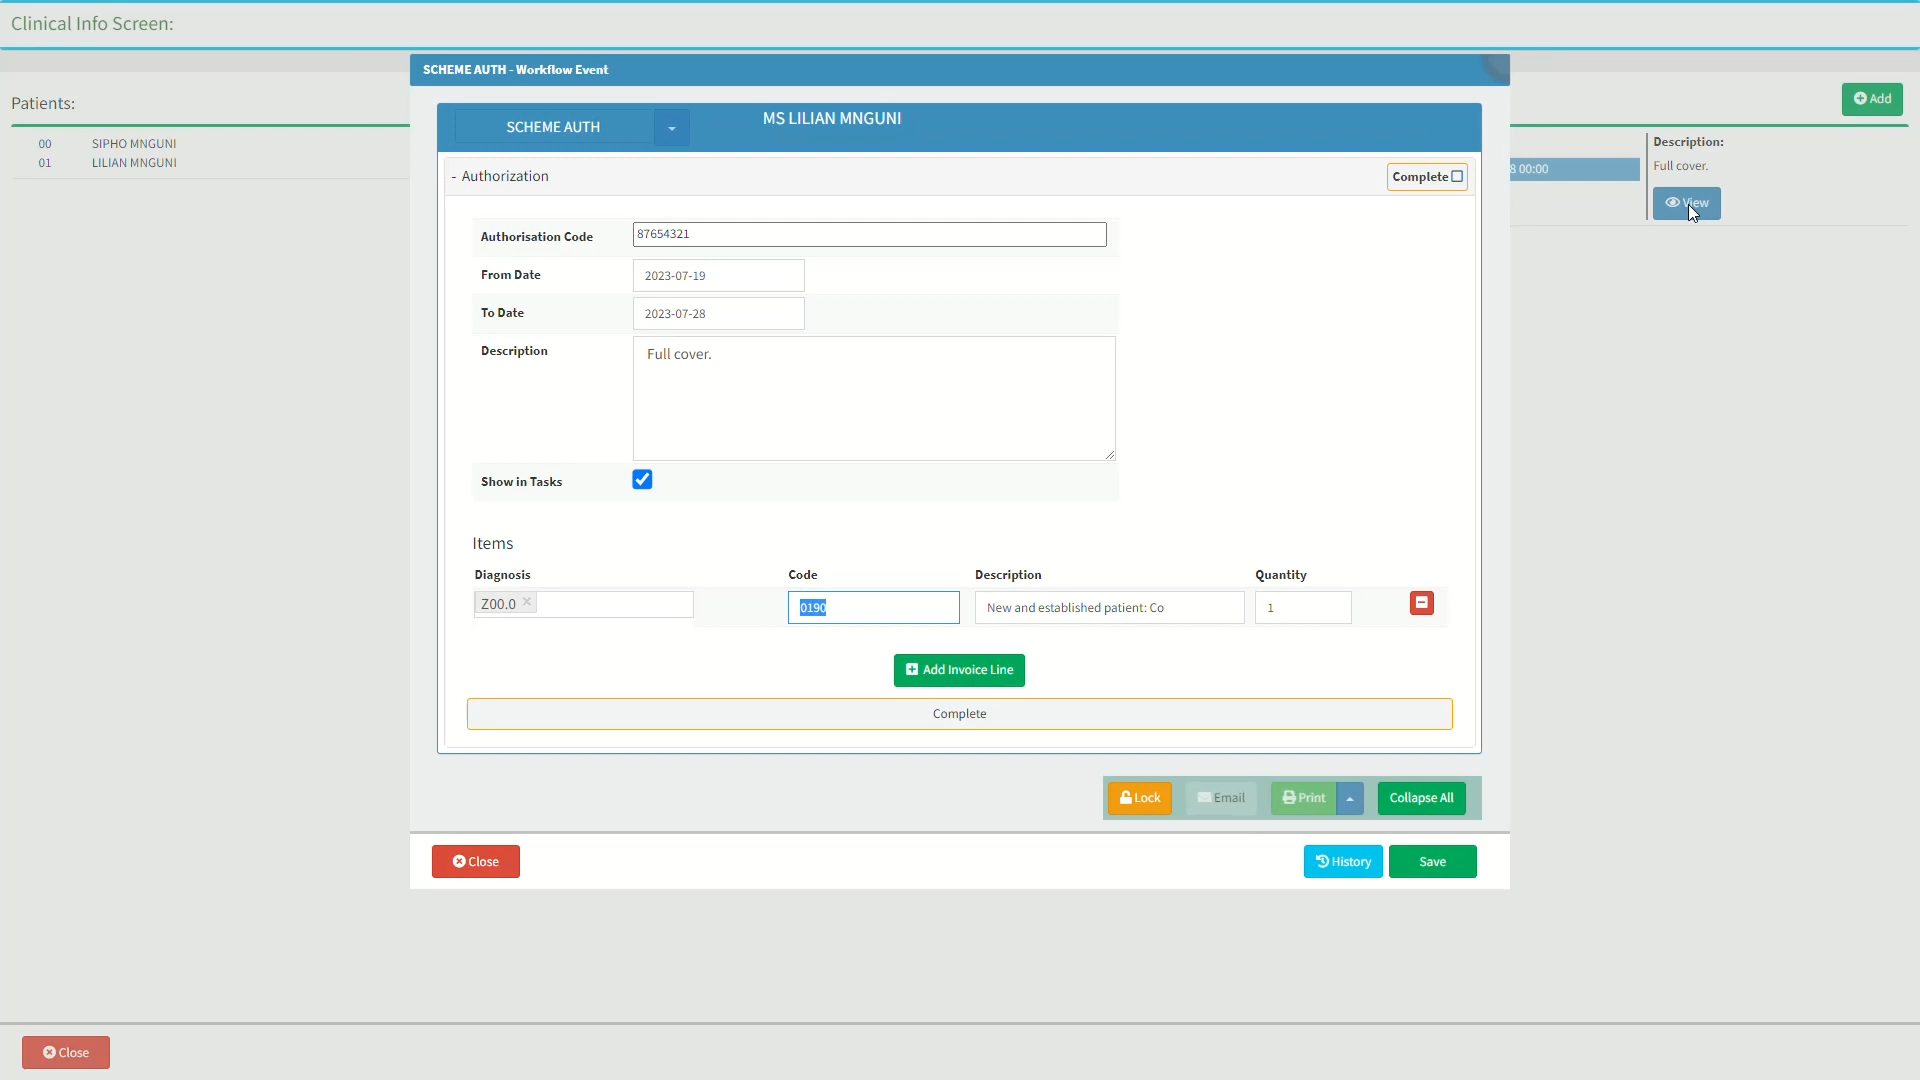 Clinical Info Screen:
SCHEME AUTH - Workflow Event
Patients:
Add
SCHEME AUTH
MS LILIAN MNGUNI
00 SIPHO MNGUNI
01 LILIAN MNGUNI
Description:
8 00:00
Full cover.
View
- Authorization
Complete
Authorisation Code
87654321
From Date
2023-07-19
To Date
2023-07-28
Description
Full cover.
Show in Tasks
Items
Diagnosis Code Description Quantity
Z00.0 × 0190 New and established patient: Co 1
Add Invoice Line
Complete
Lock
Email
Print
Collapse All
Close
History
Save
Close